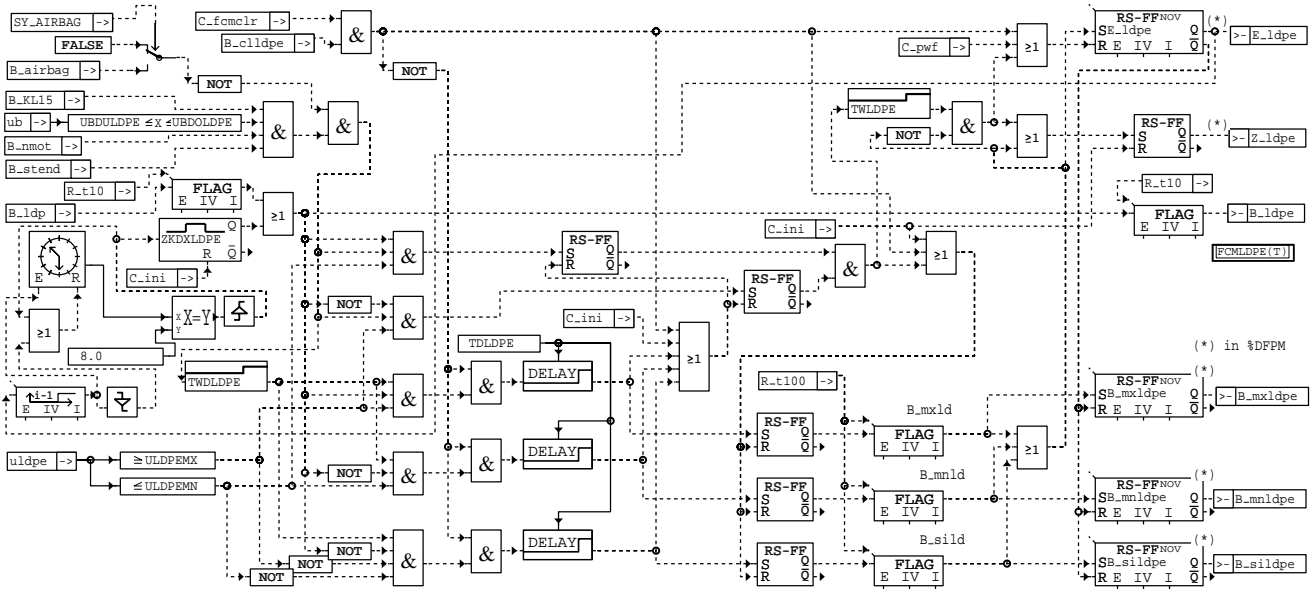 SY_AIRBAG ->
FALSE
B_airbag ->
NOT
B_KL15 ->
ub -> UBDULDPE ≤ X ≤ UBDOLDPE
B_nmot ->
B_stend ->
&
&
R_t10 ->
FLAG
E IV I
B_ldp ->
≥1
ZKDXLDPE
Q
Q
R
C_ini ->
E R
X
Y
X=Y
≥1
8.0
i-1
E IV I
TWDLDPE
uldpe ->
≥ ULDPEMX
≤ ULDPEMN
C_fcmclr ->
B_clldpe ->
&
NOT
&
NOT
&
&
NOT
&
NOT
NOT
NOT
&
TDLDPE
&
DELAY
&
DELAY
&
DELAY
RS-FF
S Q
R Q
C_ini ->
≥1
RS-FF
S Q
R Q
&
C_ini ->
≥1
TWLDPE
NOT
&
C_pwf ->
≥1
≥1
RS-FF NOV
S E_ldpe Q
R E IV I Q
(*)
>- E_ldpe
RS-FF
S Q
R Q
(*)
>- Z_ldpe
R_t10 ->
FLAG
E IV I
>- B_ldpe
FCMLDPE(T)
(*) in %DFPM
R_t100 ->
RS-FF
S Q
R Q
B_mxld
FLAG
E IV I
RS-FF
S Q
R Q
B_mnld
FLAG
E IV I
RS-FF
S Q
R Q
B_sild
FLAG
E IV I
≥1
RS-FF NOV
S B_mxldpe Q
R E IV I Q
(*)
>- B_mxldpe
RS-FF NOV
S B_mnldpe Q
R E IV I Q
(*)
>- B_mnldpe
RS-FF NOV
S B_sildpe Q
R E IV I Q
(*)
>- B_sildpe